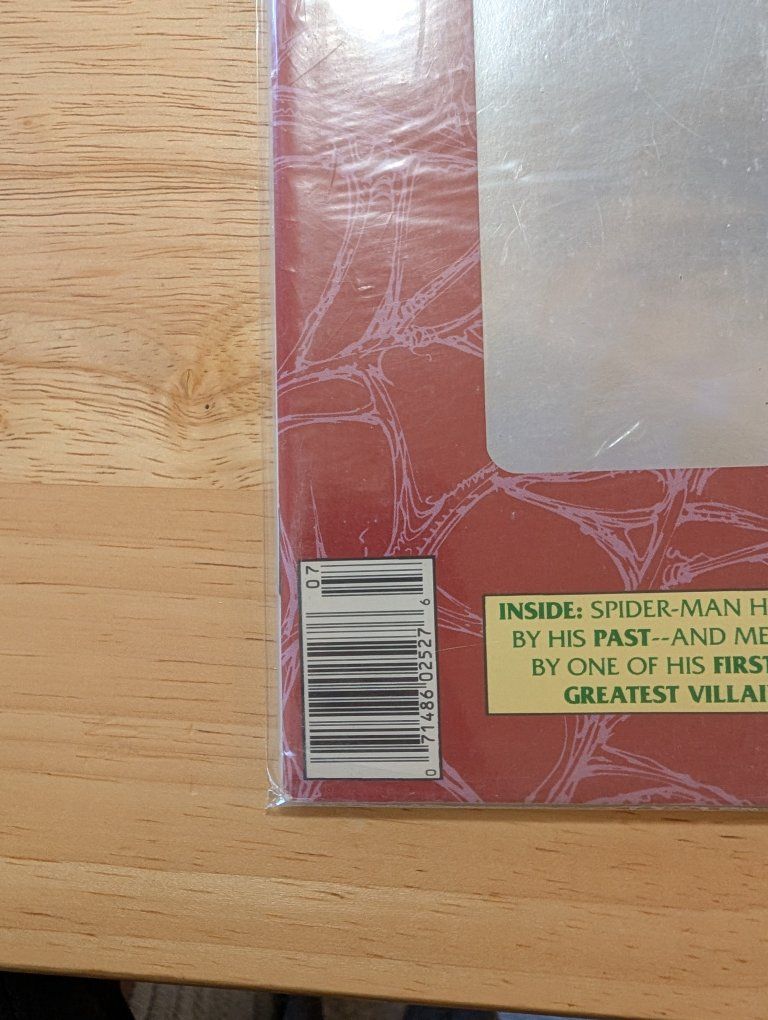 07
0 71486 02527 6
INSIDE: SPIDER-MAN H
BY HIS PAST--AND ME
BY ONE OF HIS FIRST
GREATEST VILLAI